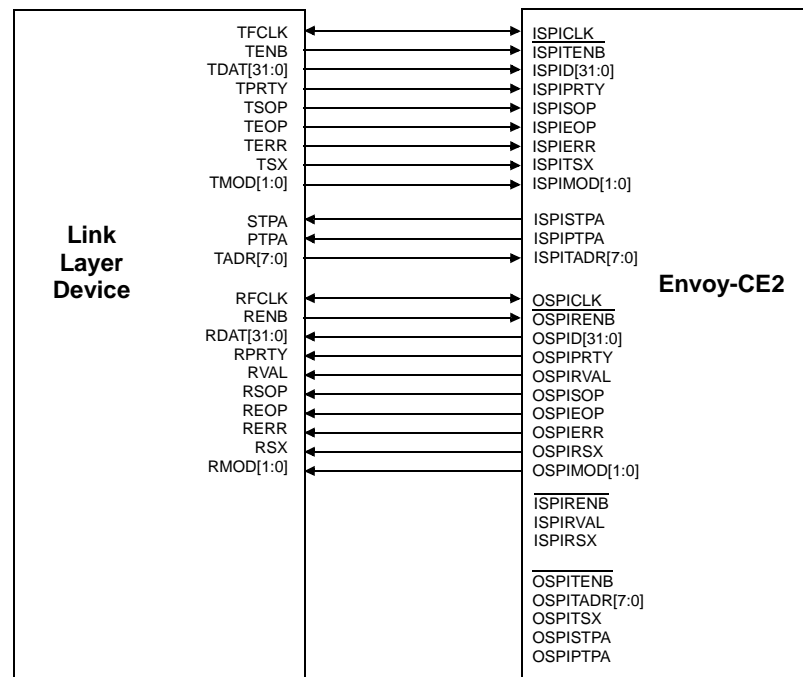 TFCLK
TENB
TDAT[31:0]
TPRTY
TSOP
TEOP
TERR
TSX
TMOD[1:0]
STPA
PTPA
TADR[7:0]
RFCLK
RENB
RDAT[31:0]
RPRTY
RVAL
RSOP
REOP
RERR
RSX
RMOD[1:0]
Link
Layer
Device
ISPICLK
ISPITENB
ISPID[31:0]
ISPIPRTY
ISPISOP
ISPIEOP
ISPIERR
ISPITSX
ISPIMOD[1:0]
ISPISTPA
ISPIPTPA
ISPITADR[7:0]
OSPICLK
OSPIRENB
OSPID[31:0]
OSPIPRTY
OSPIRVAL
OSPISOP
OSPIEOP
OSPIERR
OSPIRSX
OSPIMOD[1:0]
ISPIRENB
ISPIRVAL
ISPIRSX
OSPITENB
OSPITADR[7:0]
OSPITSX
OSPISTPA
OSPIPTPA
Envoy-CE2